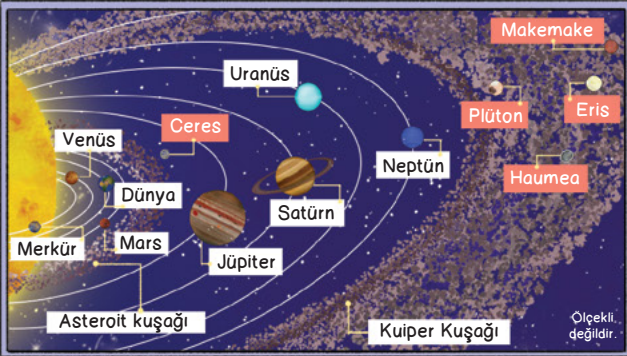 Makemake
Uranüs
Plüton
Eris
Ceres
Venüs
Neptün
Haumea
Dünya
Satürn
Merkür
Mars
Jüpiter
Asteroit kuşağı
Kuiper Kuşağı
Ölçekli
değildir.